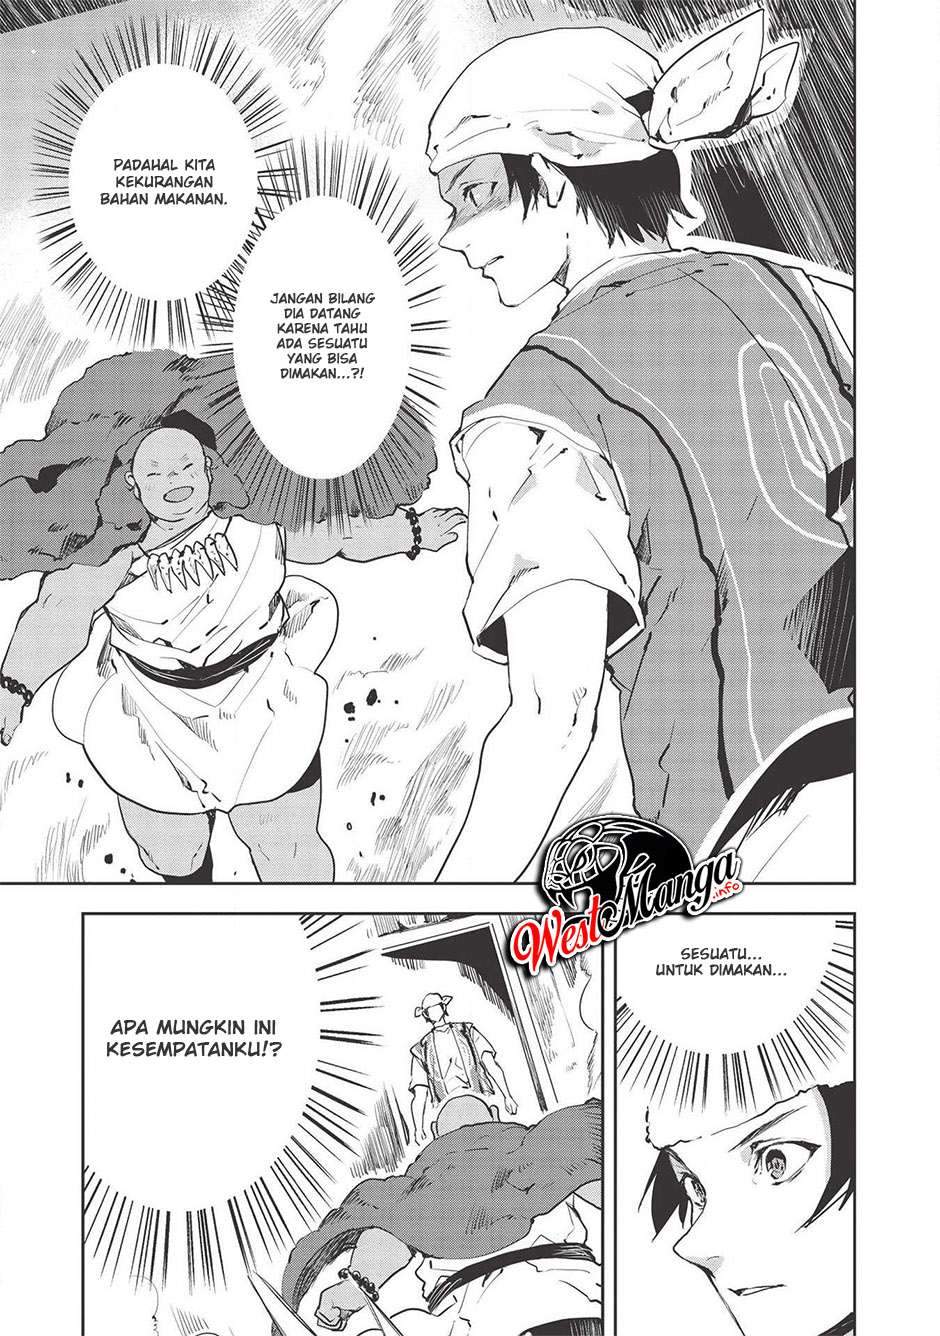 PADAHAL KITA
KEKURANGAN
BAHAN MAKANAN.
JANGAN BILANG
DIA DATANG
KARENA TAHU
ADA SESUATU
YANG BISA
DIMAKAN...?!
WestManga
.info
SESUATU...
UNTUK DIMAKAN...
APA MUNGKIN INI
KESEMPATANKU!?